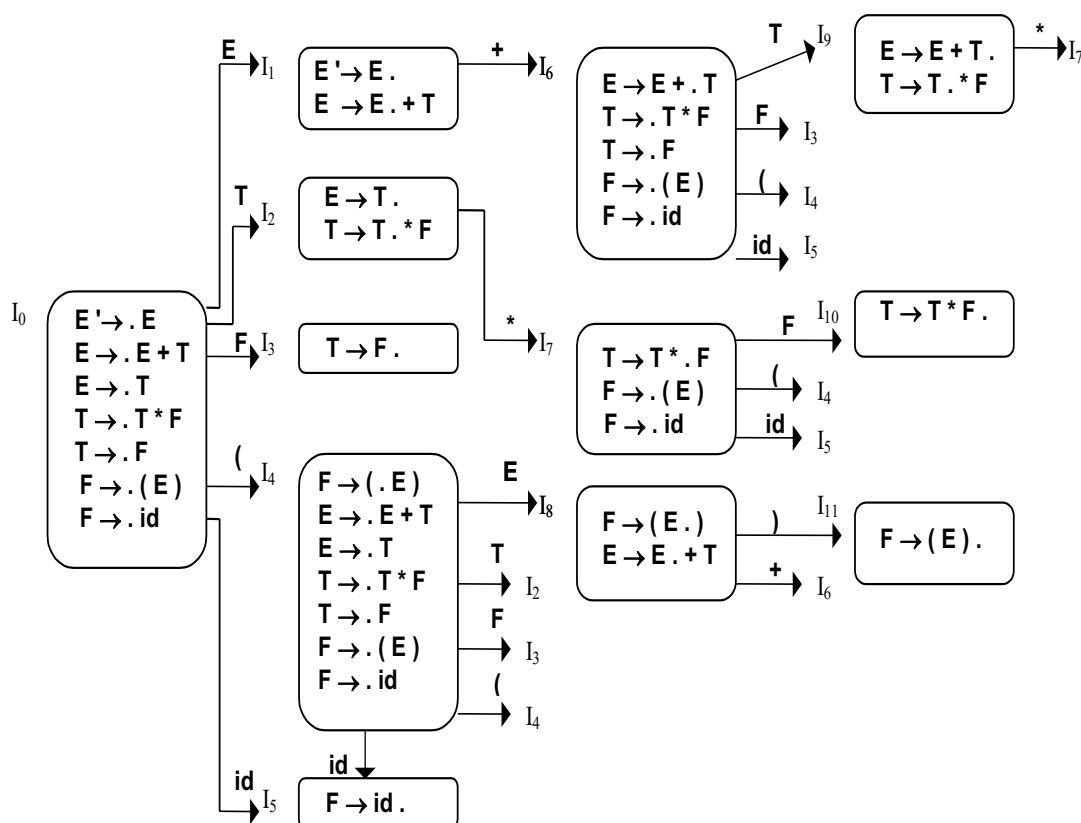 I0
E ' → . E
E → . E + T
E → . T
T → . T * F
T → . F
F → . ( E )
F → . id
E
I1
T
I2
F
I3
(
I4
id
I5
E ' → E .
E → E . + T
+
I6
E → T .
T → T . * F
*
I7
T → F .
F → ( . E )
E → . E + T
E → . T
T → . T * F
T → . F
F → . ( E )
F → . id
E
I8
T
I2
F
I3
(
I4
id
F → id .
E → E + . T
T → . T * F
T → . F
F → . ( E )
F → . id
T
I9
F
I3
(
I4
id
I5
E → E + T .
T → T . * F
*
I7
T → T * . F
F → . ( E )
F → . id
F
I10
(
I4
id
I5
T → T * F .
F → ( E . )
E → E . + T
)
I11
+
I6
F → ( E ) .